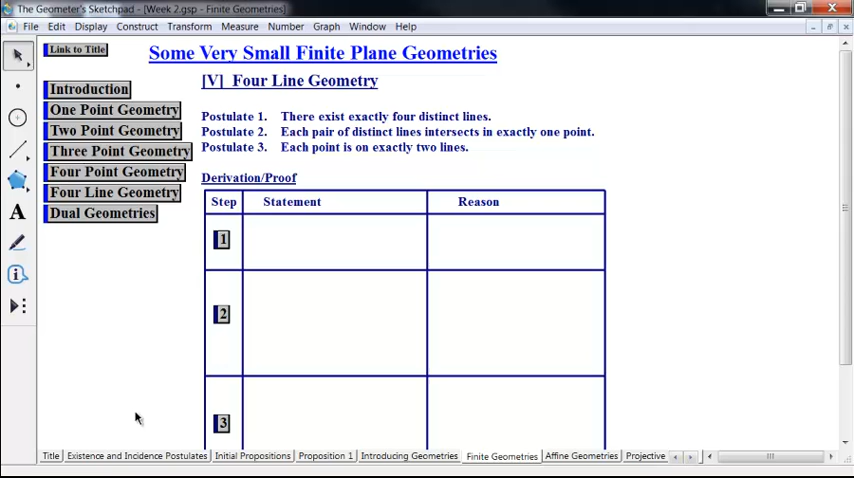 The Geometer's Sketchpad - [Week 2.gsp - Finite Geometries]
File Edit Display Construct Transform Measure Number Graph Window Help
Link to Title
Some Very Small Finite Plane Geometries
[V] Four Line Geometry
Introduction
One Point Geometry
Two Point Geometry
Three Point Geometry
Four Point Geometry
Four Line Geometry
Dual Geometries
Postulate 1. There exist exactly four distinct lines.
Postulate 2. Each pair of distinct lines intersects in exactly one point.
Postulate 3. Each point is on exactly two lines.
Derivation/Proof
Step Statement Reason
1
2
3
A
Title Existence and Incidence Postulates Initial Propositions Proposition 1 Introducing Geometries Finite Geometries Affine Geometries Projective